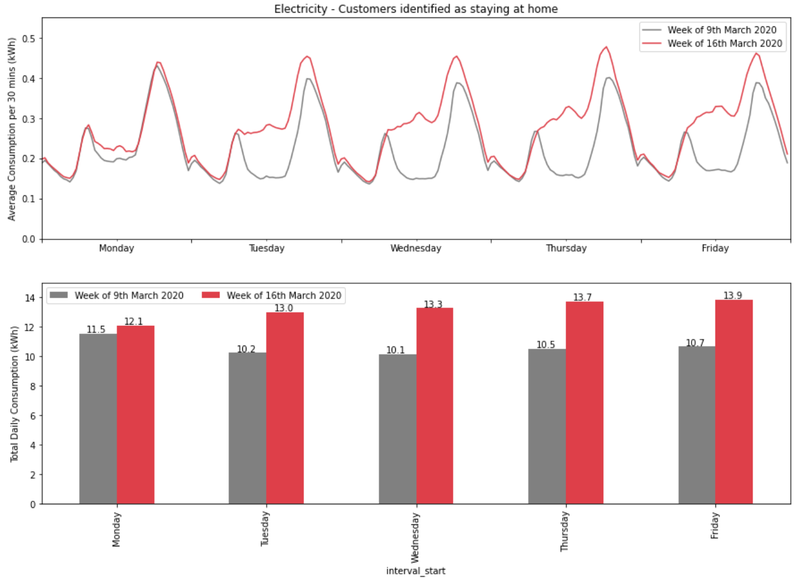 Electricity - Customers identified as staying at home
Average Consumption per 30 mins (kWh)
0.5
0.4
0.3
0.2
0.1
0.0
Week of 9th March 2020
Week of 16th March 2020
Monday
Tuesday
Wednesday
Thursday
Friday
Total Daily Consumption (kWh)
14
12
10
8
6
4
2
0
Week of 9th March 2020
Week of 16th March 2020
11.5
12.1
10.2
13.0
10.1
13.3
10.5
13.7
10.7
13.9
Monday
Tuesday
Wednesday
Thursday
Friday
interval_start